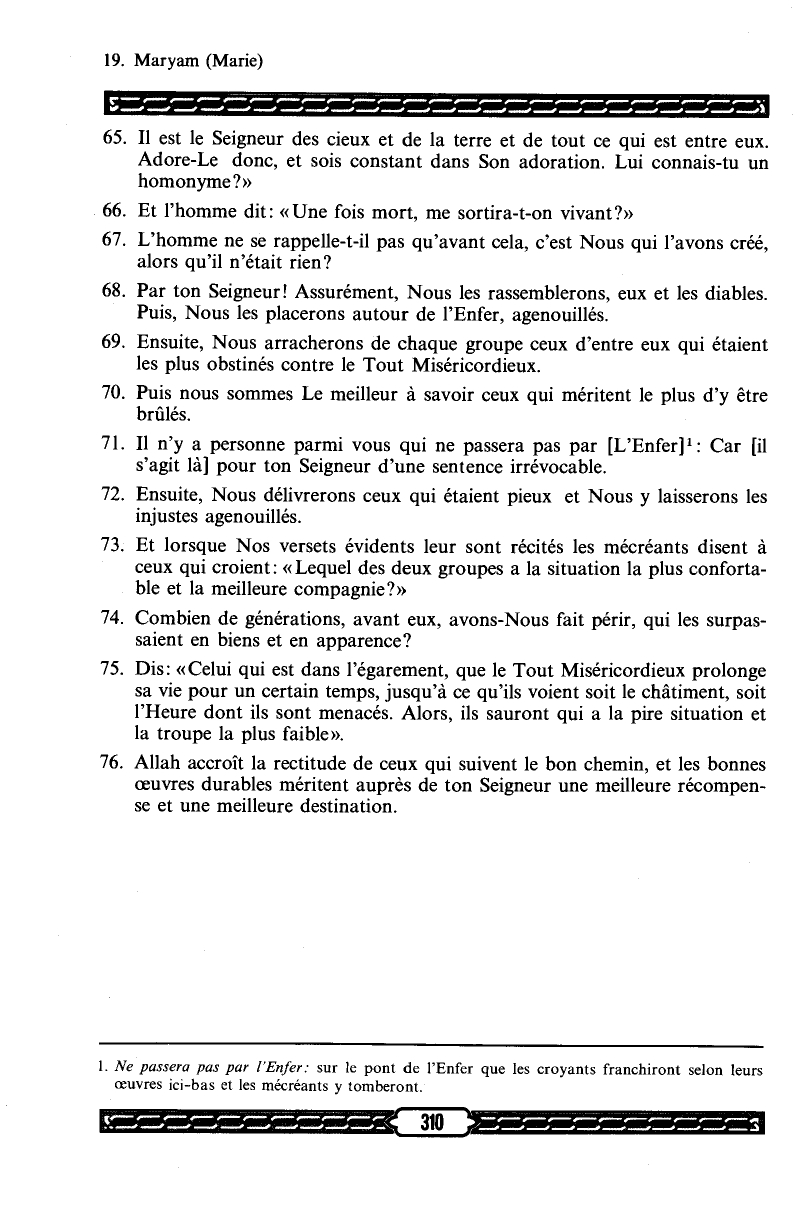 19. Maryam (Marie)
65. Il est le Seigneur des cieux et de la terre et de tout ce qui est entre eux.
Adore-Le donc, et sois constant dans Son adoration. Lui connais-tu un
homonyme?»
66. Et l'homme dit: «Une fois mort, me sortira-t-on vivant?»
67. L'homme ne se rappelle-t-il pas qu'avant cela, c'est Nous qui l'avons créé,
alors qu'il n'était rien?
68. Par ton Seigneur! Assurément, Nous les rassemblerons, eux et les diables.
Puis, Nous les placerons autour de l'Enfer, agenouillés.
69. Ensuite, Nous arracherons de chaque groupe ceux d'entre eux qui étaient
les plus obstinés contre le Tout Miséricordieux.
70. Puis nous sommes Le meilleur à savoir ceux qui méritent le plus d'y être
brûlés.
71. Il n'y a personne parmi vous qui ne passera pas par [L'Enfer]¹: Car [il
s'agit là] pour ton Seigneur d'une sentence irrévocable.
72. Ensuite, Nous délivrerons ceux qui étaient pieux et Nous y laisserons les
injustes agenouillés.
73. Et lorsque Nos versets évidents leur sont récités les mécréants disent à
ceux qui croient: «Lequel des deux groupes a la situation la plus conforta-
ble et la meilleure compagnie?»
74. Combien de générations, avant eux, avons-Nous fait périr, qui les surpas-
saient en biens et en apparence?
75. Dis: «Celui qui est dans l'égarement, que le Tout Miséricordieux prolonge
sa vie pour un certain temps, jusqu'à ce qu'ils voient soit le châtiment, soit
l'Heure dont ils sont menacés. Alors, ils sauront qui a la pire situation et
la troupe la plus faible».
76. Allah accroît la rectitude de ceux qui suivent le bon chemin, et les bonnes
œuvres durables méritent auprès de ton Seigneur une meilleure récompen-
se et une meilleure destination.
1. Ne passera pas par l'Enfer: sur le pont de l'Enfer que les croyants franchiront selon leurs
œuvres ici-bas et les mécréants y tomberont.
310